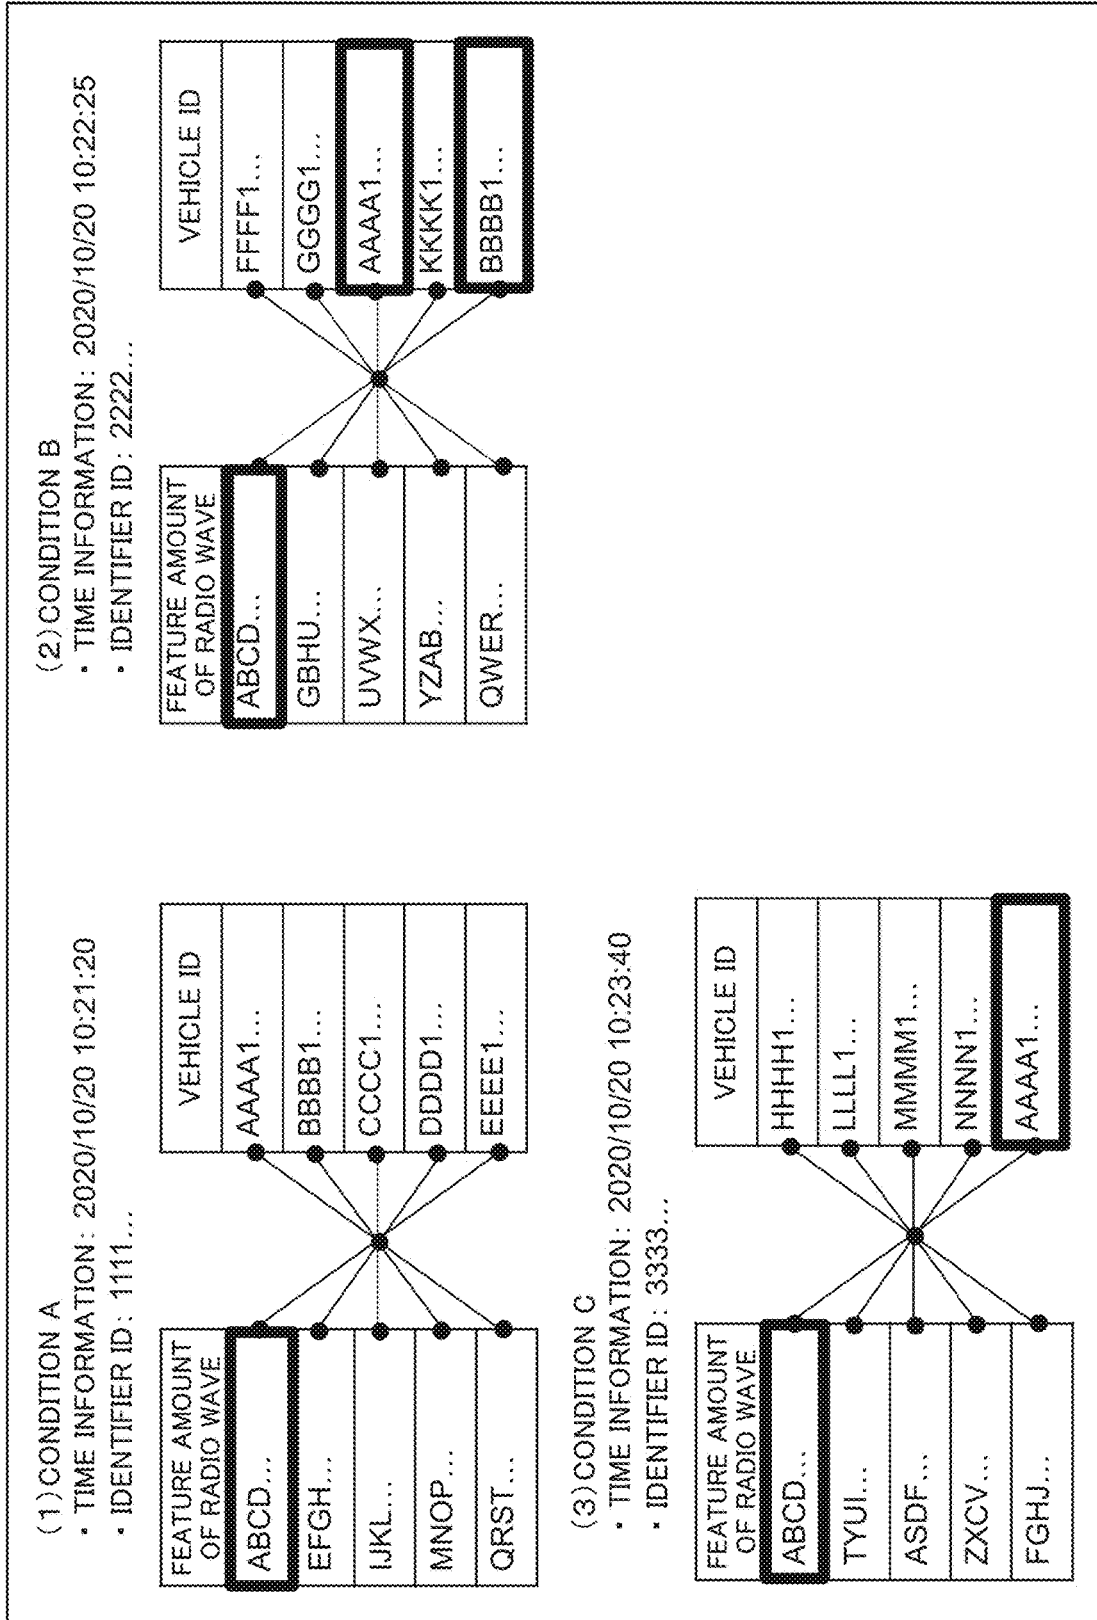 (1)CONDITION A
・TIME INFORMATION: 2020/10/20 10:21:20
・IDENTIFIER ID: 1111...
FEATURE AMOUNT
OF RADIO WAVE
ABCD...
EFGH...
IJKL...
MNOP...
QRST...
VEHICLE ID
AAAA1...
BBBB1...
CCCC1...
DDDD1...
EEEE1...
(2)CONDITION B
・TIME INFORMATION: 2020/10/20 10:22:25
・IDENTIFIER ID: 2222...
FEATURE AMOUNT
OF RADIO WAVE
ABCD...
GBHU...
UVWX...
YZAB...
QWER...
VEHICLE ID
FFFF1...
GGGG1...
AAAA1...
KKKK1...
BBBB1...
(3)CONDITION C
・TIME INFORMATION: 2020/10/20 10:23:40
・IDENTIFIER ID: 3333...
FEATURE AMOUNT
OF RADIO WAVE
ABCD...
TYUI...
ASDF...
ZXCV...
FGHJ...
VEHICLE ID
HHHH1...
LLLL1...
MMMM1...
NNNN1...
AAAA1...